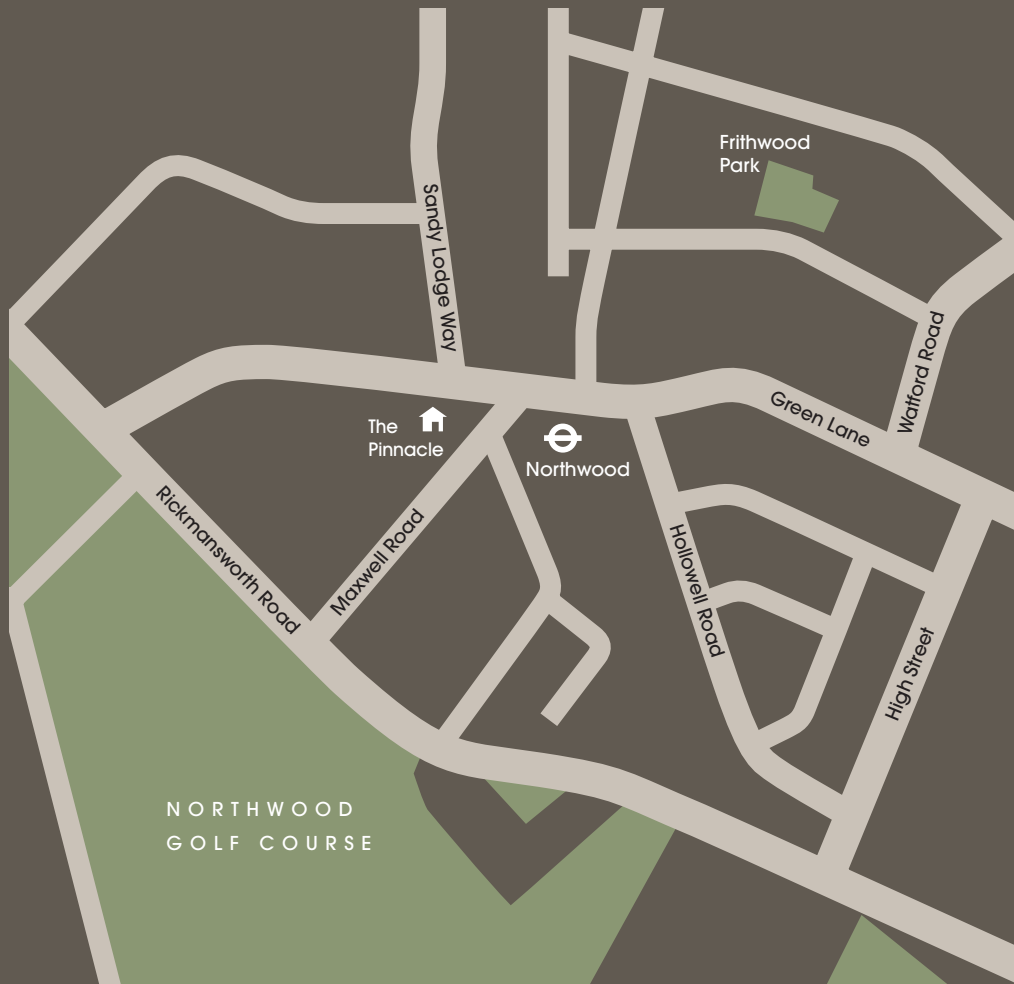 Frithwood
Park
Sandy Lodge Way
Watford Road
Green Lane
The
Pinnacle
Northwood
Rickmansworth Road
Maxwell Road
Hollowell Road
High Street
NORTHWOOD
GOLF COURSE